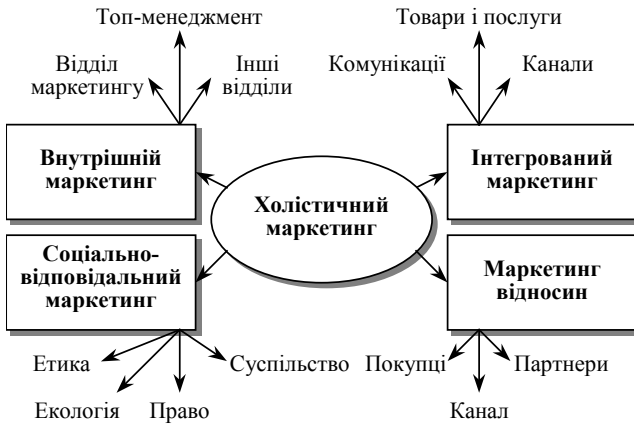 Топ-менеджмент
Товари і послуги
Відділ
маркетингу
Інші
відділи
Комунікації
Канали
Внутрішній
маркетинг
Інтегрований
маркетинг
Холістичний
маркетинг
Соціально-
відповідальний
маркетинг
Маркетинг
відносин
Етика
Суспільство
Покупці
Партнери
Екологія
Право
Канал